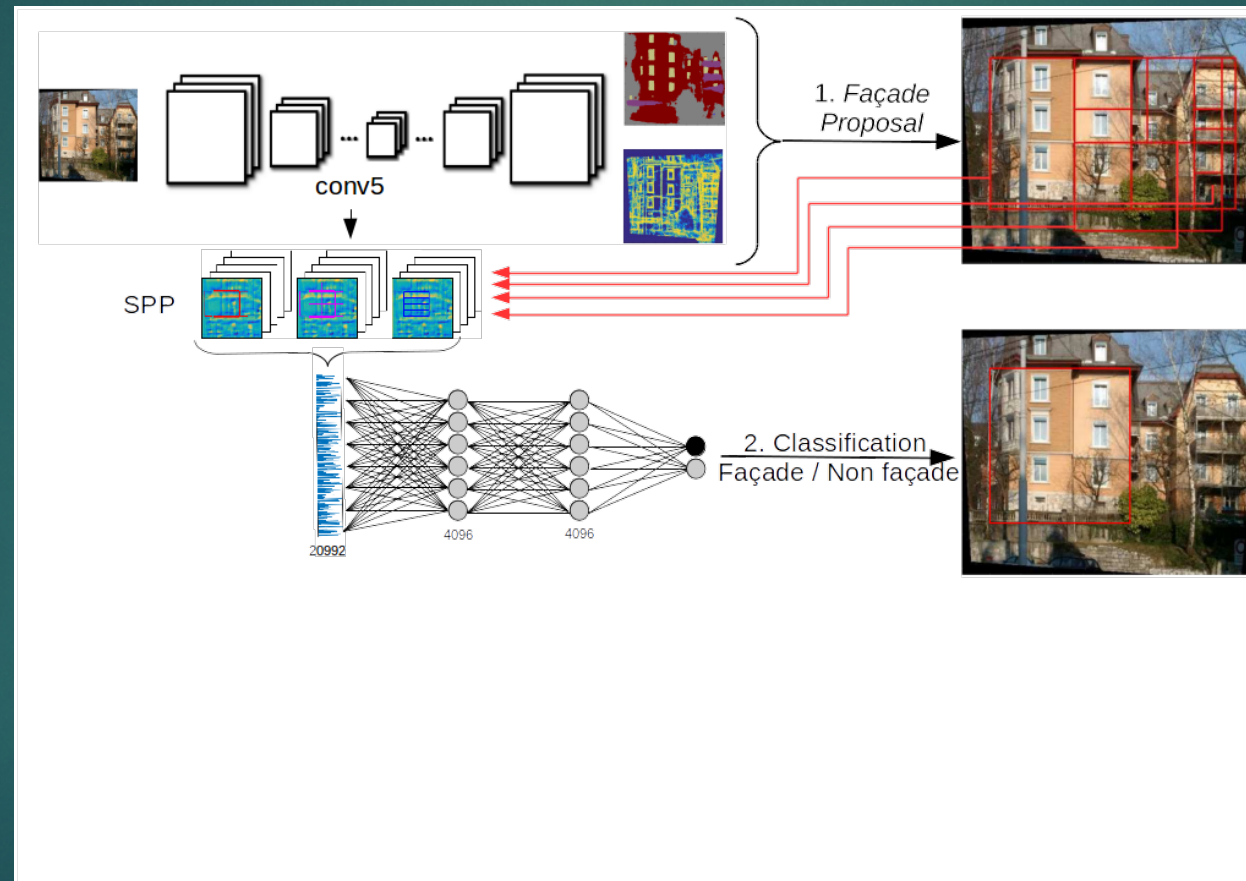 1. Façade
Proposal
conv5
SPP
2. Classification
Façade / Non façade
20992
4096
4096